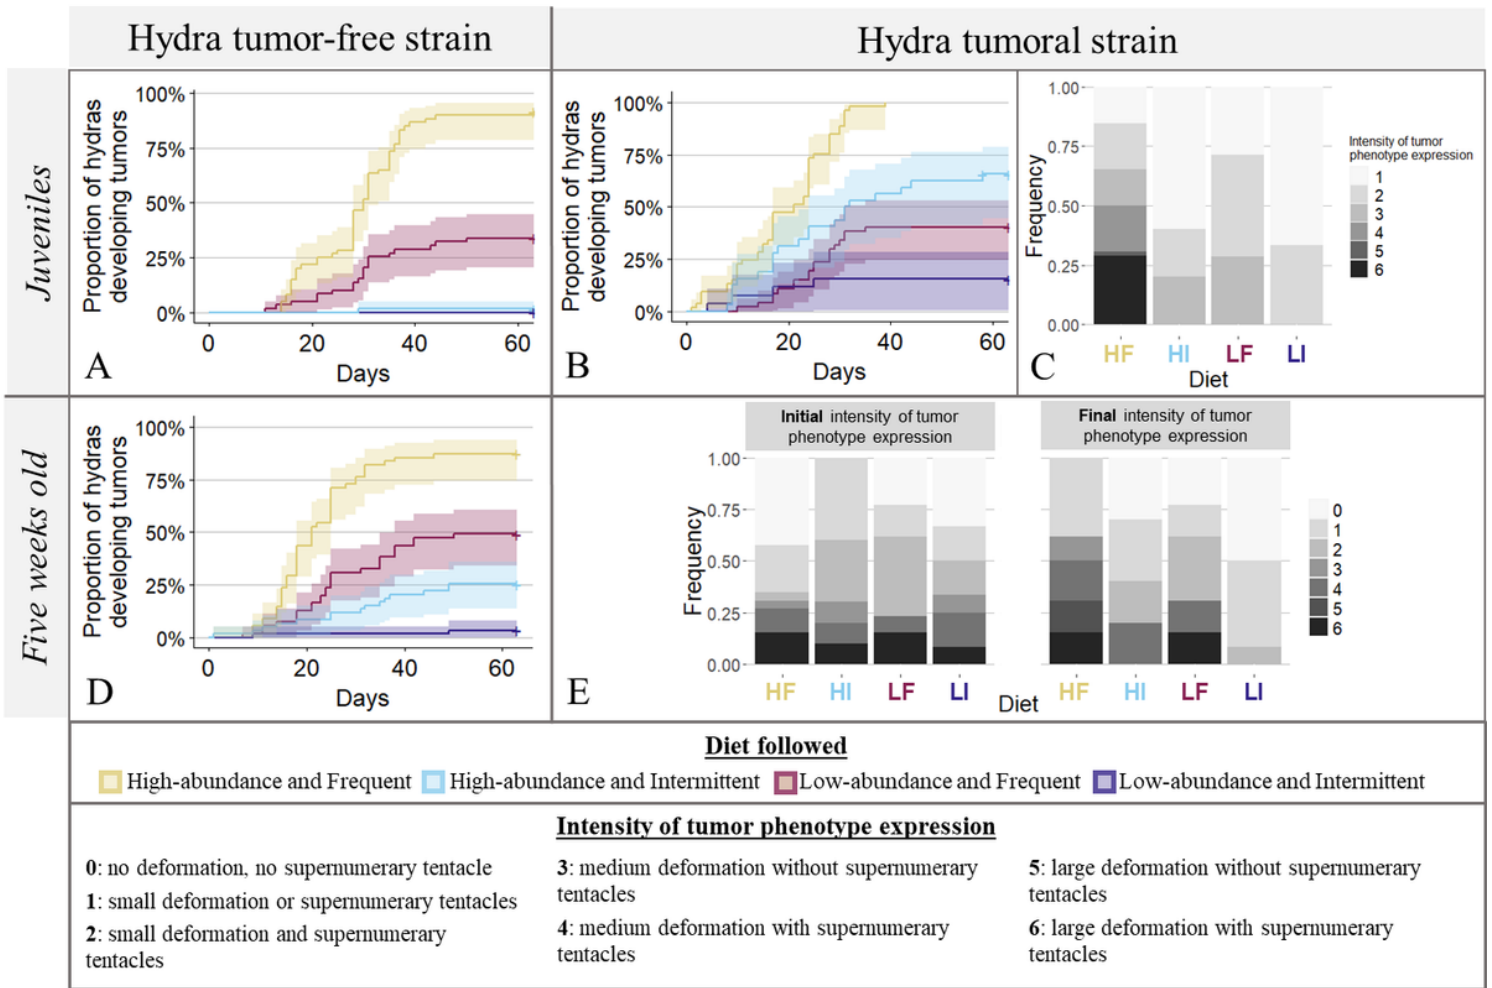 Hydra tumor-free strain
Hydra tumoral strain
Juveniles
Proportion of hydras
developing tumors
100%
75%
50%
25%
0%
0 20 40 60
Days
A
Proportion of hydras
developing tumors
100%
75%
50%
25%
0%
0 20 40 60
Days
B
Frequency
1.00
0.75
0.50
0.25
0.00
HF HI LF LI
Diet
C
Intensity of tumor
phenotype expression
1
2
3
4
5
6
Five weeks old
Proportion of hydras
developing tumors
100%
75%
50%
25%
0%
0 20 40 60
Days
D
Initial intensity of tumor
phenotype expression
Final intensity of tumor
phenotype expression
Frequency
1.00
0.75
0.50
0.25
0.00
HF HI LF LI
HF HI LF LI
Diet
E
0
1
2
3
4
5
6
Diet followed
High-abundance and Frequent High-abundance and Intermittent Low-abundance and Frequent Low-abundance and Intermittent
Intensity of tumor phenotype expression
0: no deformation, no supernumerary tentacle
1: small deformation or supernumerary tentacles
2: small deformation and supernumerary
tentacles
3: medium deformation without supernumerary
tentacles
4: medium deformation with supernumerary
tentacles
5: large deformation without supernumerary
tentacles
6: large deformation with supernumerary
tentacles